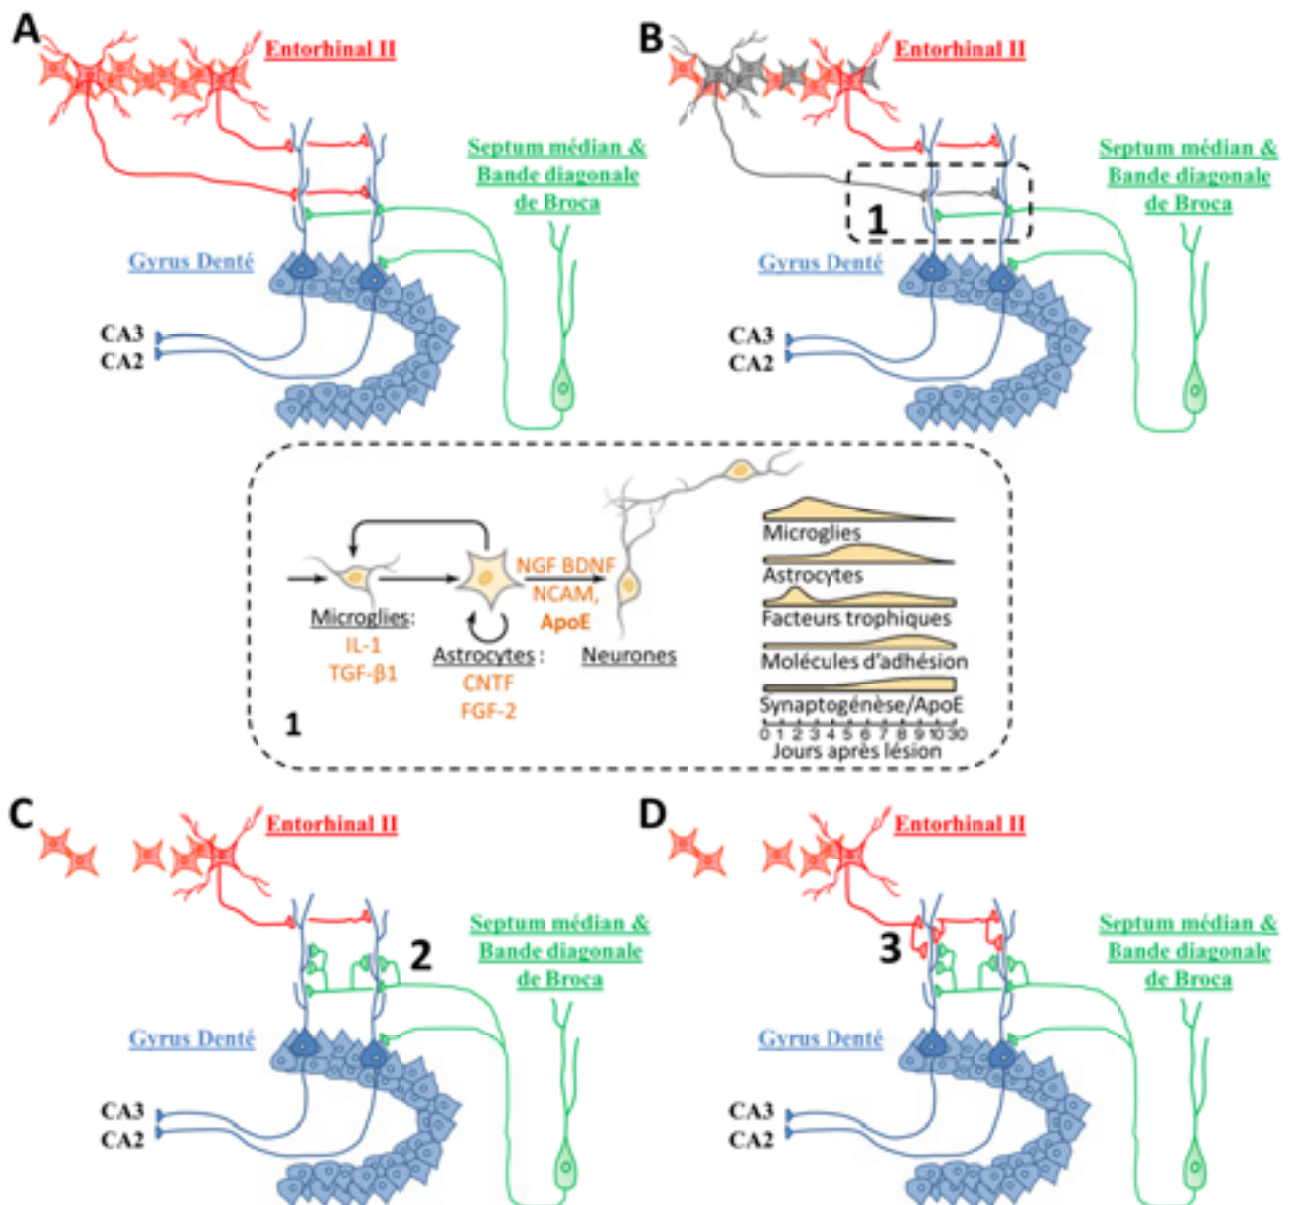 A
Entorhinal II
Septum médian &
Bande diagonale
de Broca
Gyrus Denté
CA3
CA2
B
Entorhinal II
Septum médian &
Bande diagonale
de Broca
1
Gyrus Denté
CA3
CA2
Microglies:
IL-1
TGF-β1
Astrocytes :
CNTF
FGF-2
NGF BDNF
NCAM,
ApoE
Neurones
1
Microglies
Astrocytes
Facteurs trophiques
Molécules d'adhésion
Synaptogénèse/ApoE
0 1 2 3 4 5 6 7 8 9 10 30
Jours après lésion
C
Entorhinal II
2
Septum médian &
Bande diagonale
de Broca
Gyrus Denté
CA3
CA2
D
Entorhinal II
3
Septum médian &
Bande diagonale
de Broca
Gyrus Denté
CA3
CA2